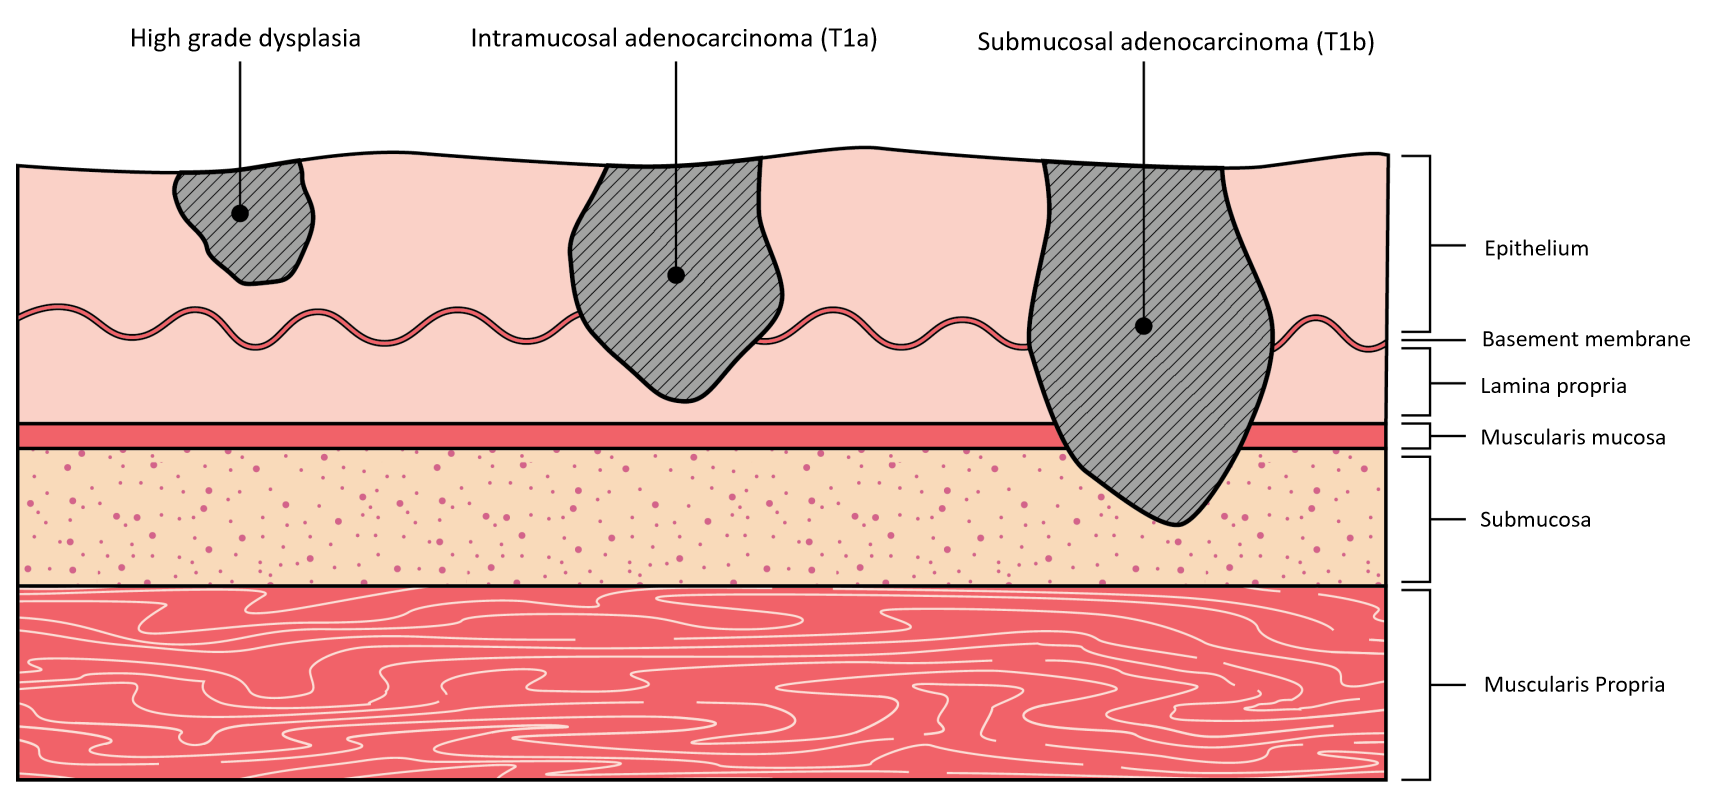 High grade dysplasia
Intramucosal adenocarcinoma (T1a)
Submucosal adenocarcinoma (T1b)
Epithelium
Basement membrane
Lamina propria
Muscularis mucosa
Submucosa
Muscularis Propria